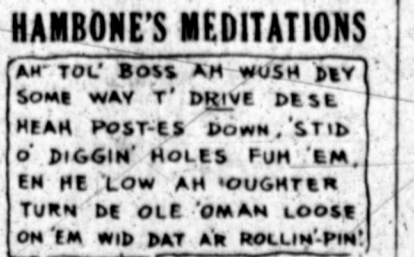 HAMBONE'S MEDITATIONS
AH TOL' BOSS AH WUSH DEY
SOME WAY T' DRIVE DESE
HEAH POST-ES DOWN, 'STID
O' DIGGIN' HOLES FUH 'EM,
EN HE 'LOW AH 'OUGHTER
TURN DE OLE 'OMAN LOOSE
ON 'EM WID DAT A'R ROLLIN'-PIN!